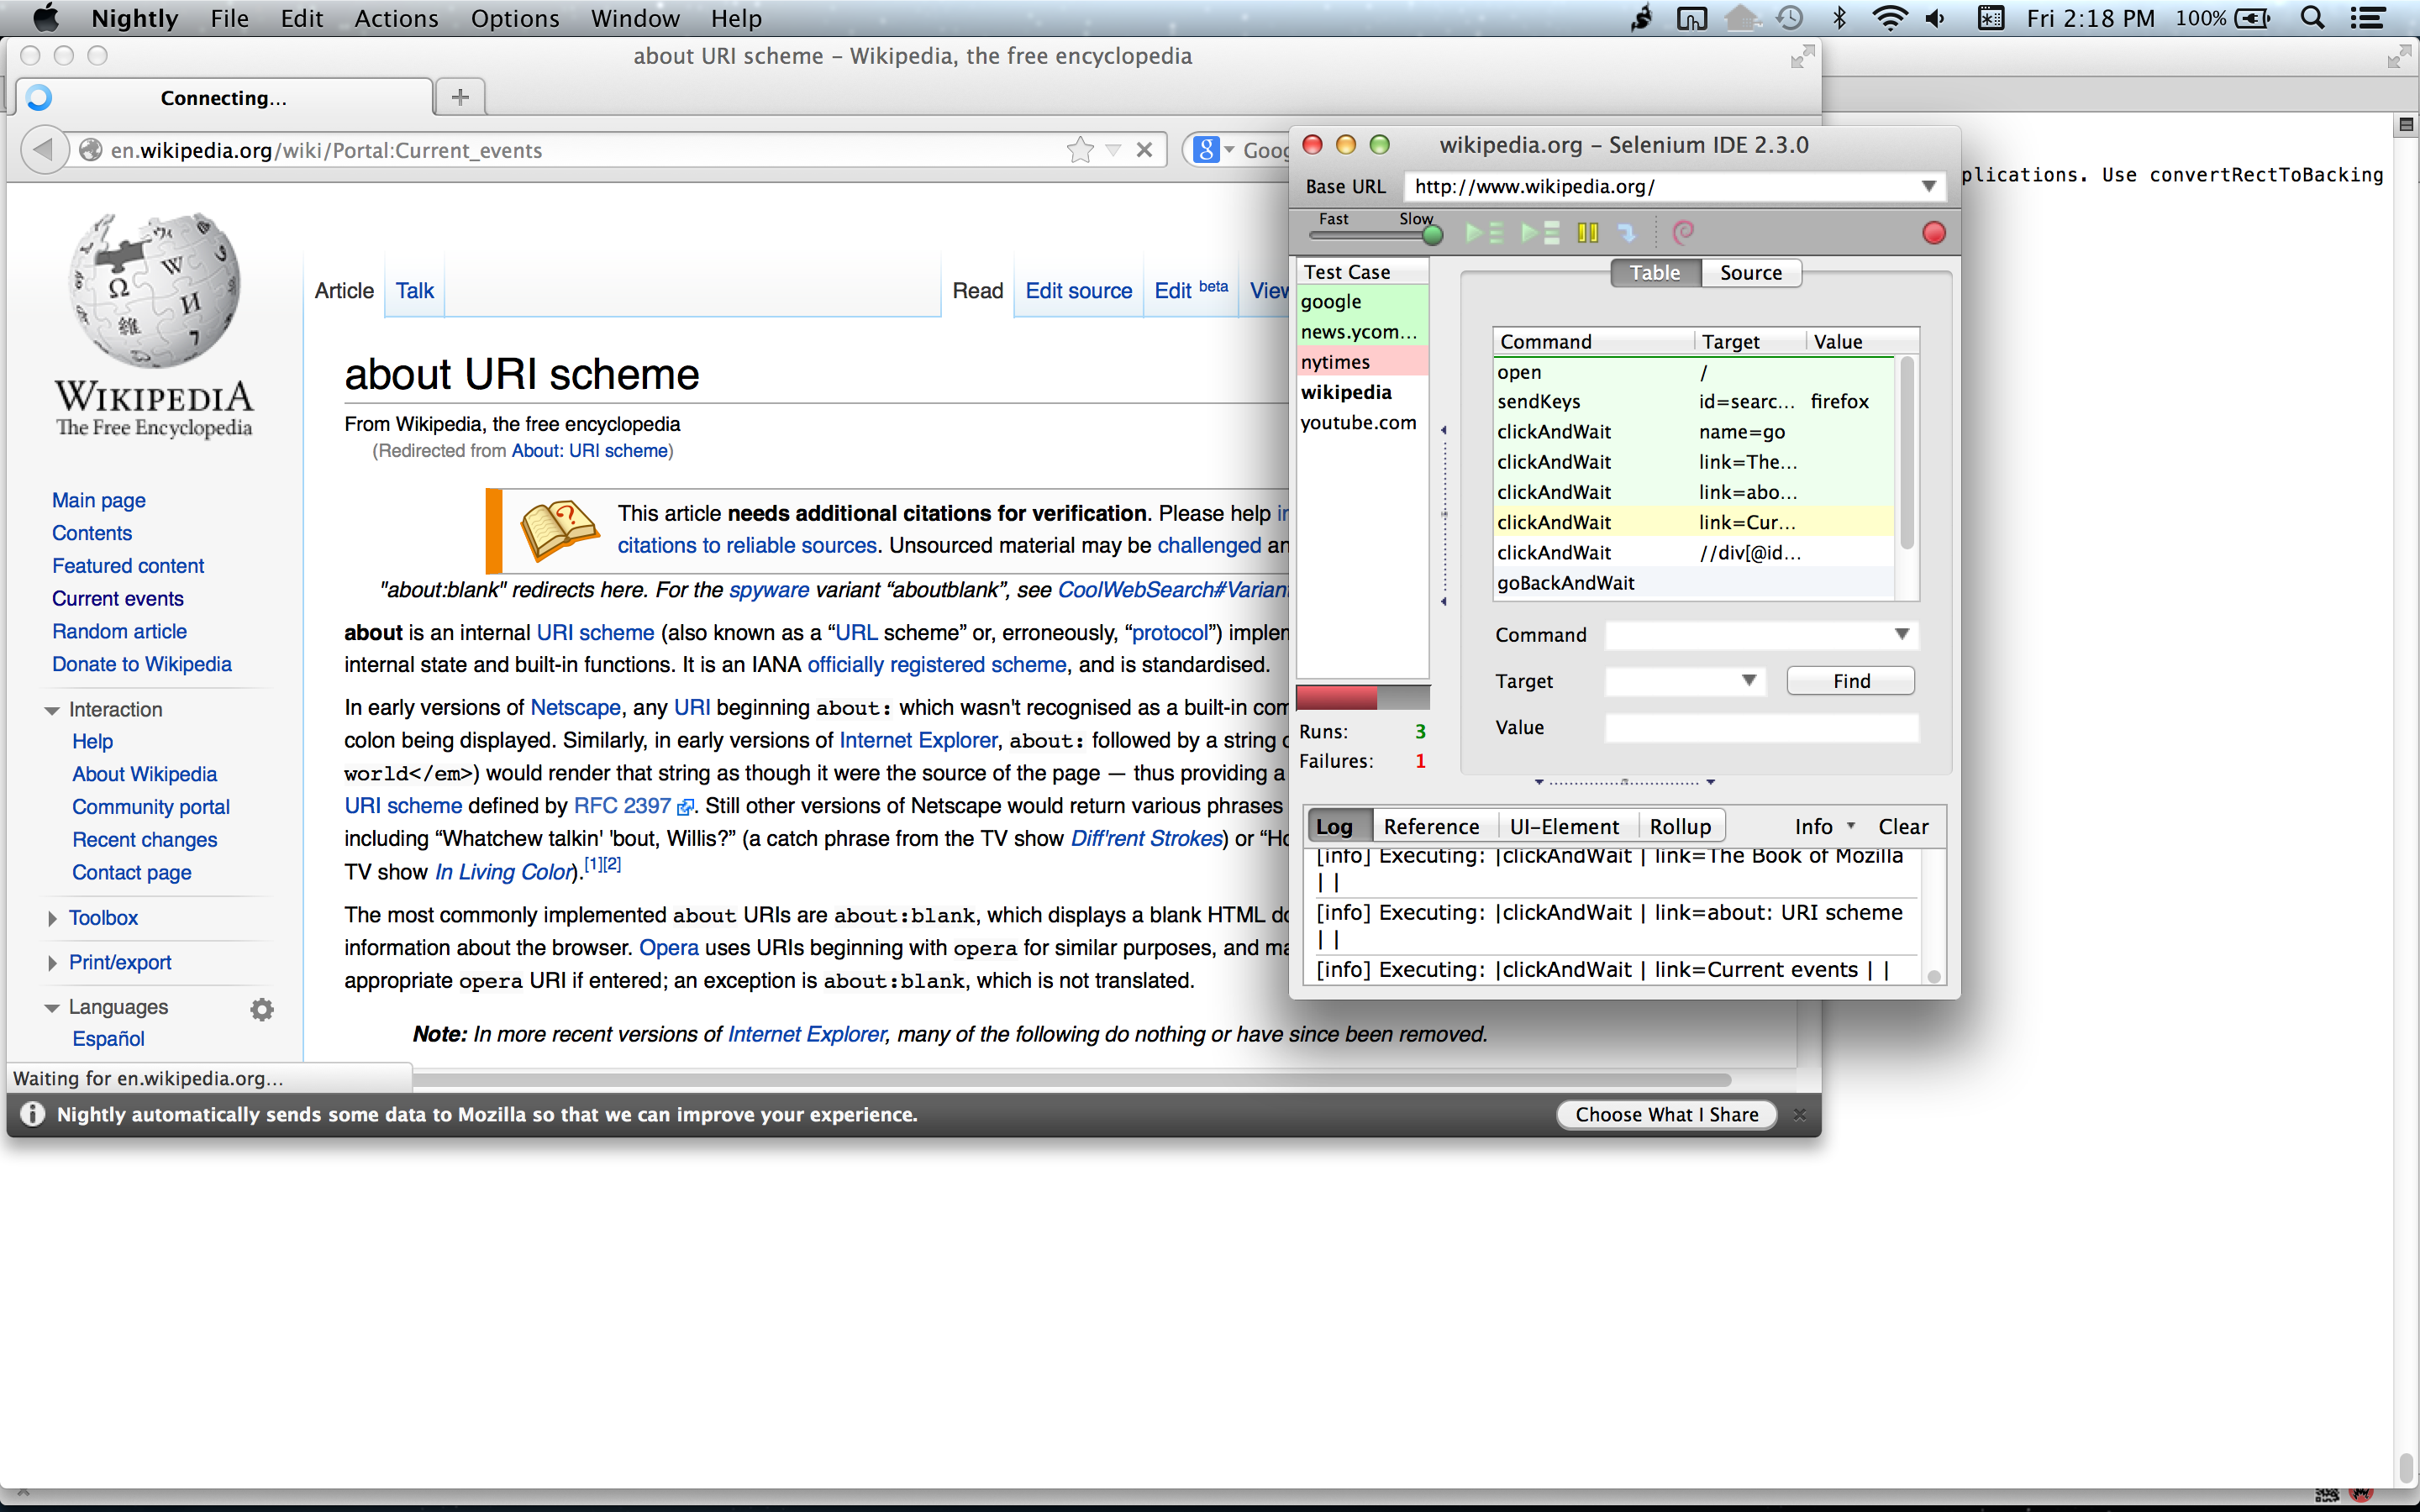 Nightly File Edit Actions Options Window Help
Fri 2:18 PM 100%
about URI scheme – Wikipedia, the free encyclopedia
Connecting...
en.wikipedia.org/wiki/Portal:Current_events
WIKIPEDIA
The Free Encyclopedia
Main page
Contents
Featured content
Current events
Random article
Donate to Wikipedia
Interaction
Help
About Wikipedia
Community portal
Recent changes
Contact page
Toolbox
Print/export
Languages
Español
Article Talk
Read Edit source Edit beta
about URI scheme
From Wikipedia, the free encyclopedia
(Redirected from About: URI scheme)
This article needs additional citations for verification. Please help
citations to reliable sources. Unsourced material may be challenged
"about:blank" redirects here. For the spyware variant “aboutblank”, see CoolWebSearch#Variant
about is an internal URI scheme (also known as a “URL scheme” or, erroneously, “protocol”) implem
internal state and built-in functions. It is an IANA officially registered scheme, and is standardised.
In early versions of Netscape, any URI beginning about: which wasn't recognised as a built-in com
colon being displayed. Similarly, in early versions of Internet Explorer, about: followed by a string
world</em>) would render that string as though it were the source of the page — thus providing a
URI scheme defined by RFC 2397. Still other versions of Netscape would return various phrases
including “Whatchew talkin' 'bout, Willis?” (a catch phrase from the TV show Diff'rent Strokes) or “Ho
TV show In Living Color).[1][2]
The most commonly implemented about URIs are about:blank, which displays a blank HTML do
information about the browser. Opera uses URIs beginning with opera for similar purposes, and ma
appropriate opera URI if entered; an exception is about:blank, which is not translated.
Note: In more recent versions of Internet Explorer, many of the following do nothing or have since been removed.
Waiting for en.wikipedia.org...
Nightly automatically sends some data to Mozilla so that we can improve your experience.
Choose What I Share
wikipedia.org – Selenium IDE 2.3.0
Base URL http://www.wikipedia.org/
Fast Slow
Test Case
google
news.ycom...
nytimes
wikipedia
youtube.com
Runs: 3
Failures: 1
Table Source
Command Target Value
open /
sendKeys id=searc... firefox
clickAndWait name=go
clickAndWait link=The...
clickAndWait link=abo...
clickAndWait link=Cur...
clickAndWait //div[@id...
goBackAndWait
Command
Target Find
Value
Log Reference UI-Element Rollup Info Clear
[info] Executing: |clickAndWait | link=The Book of Mozilla
| |
[info] Executing: |clickAndWait | link=about: URI scheme
| |
[info] Executing: |clickAndWait | link=Current events | |
plications. Use convertRectToBacking